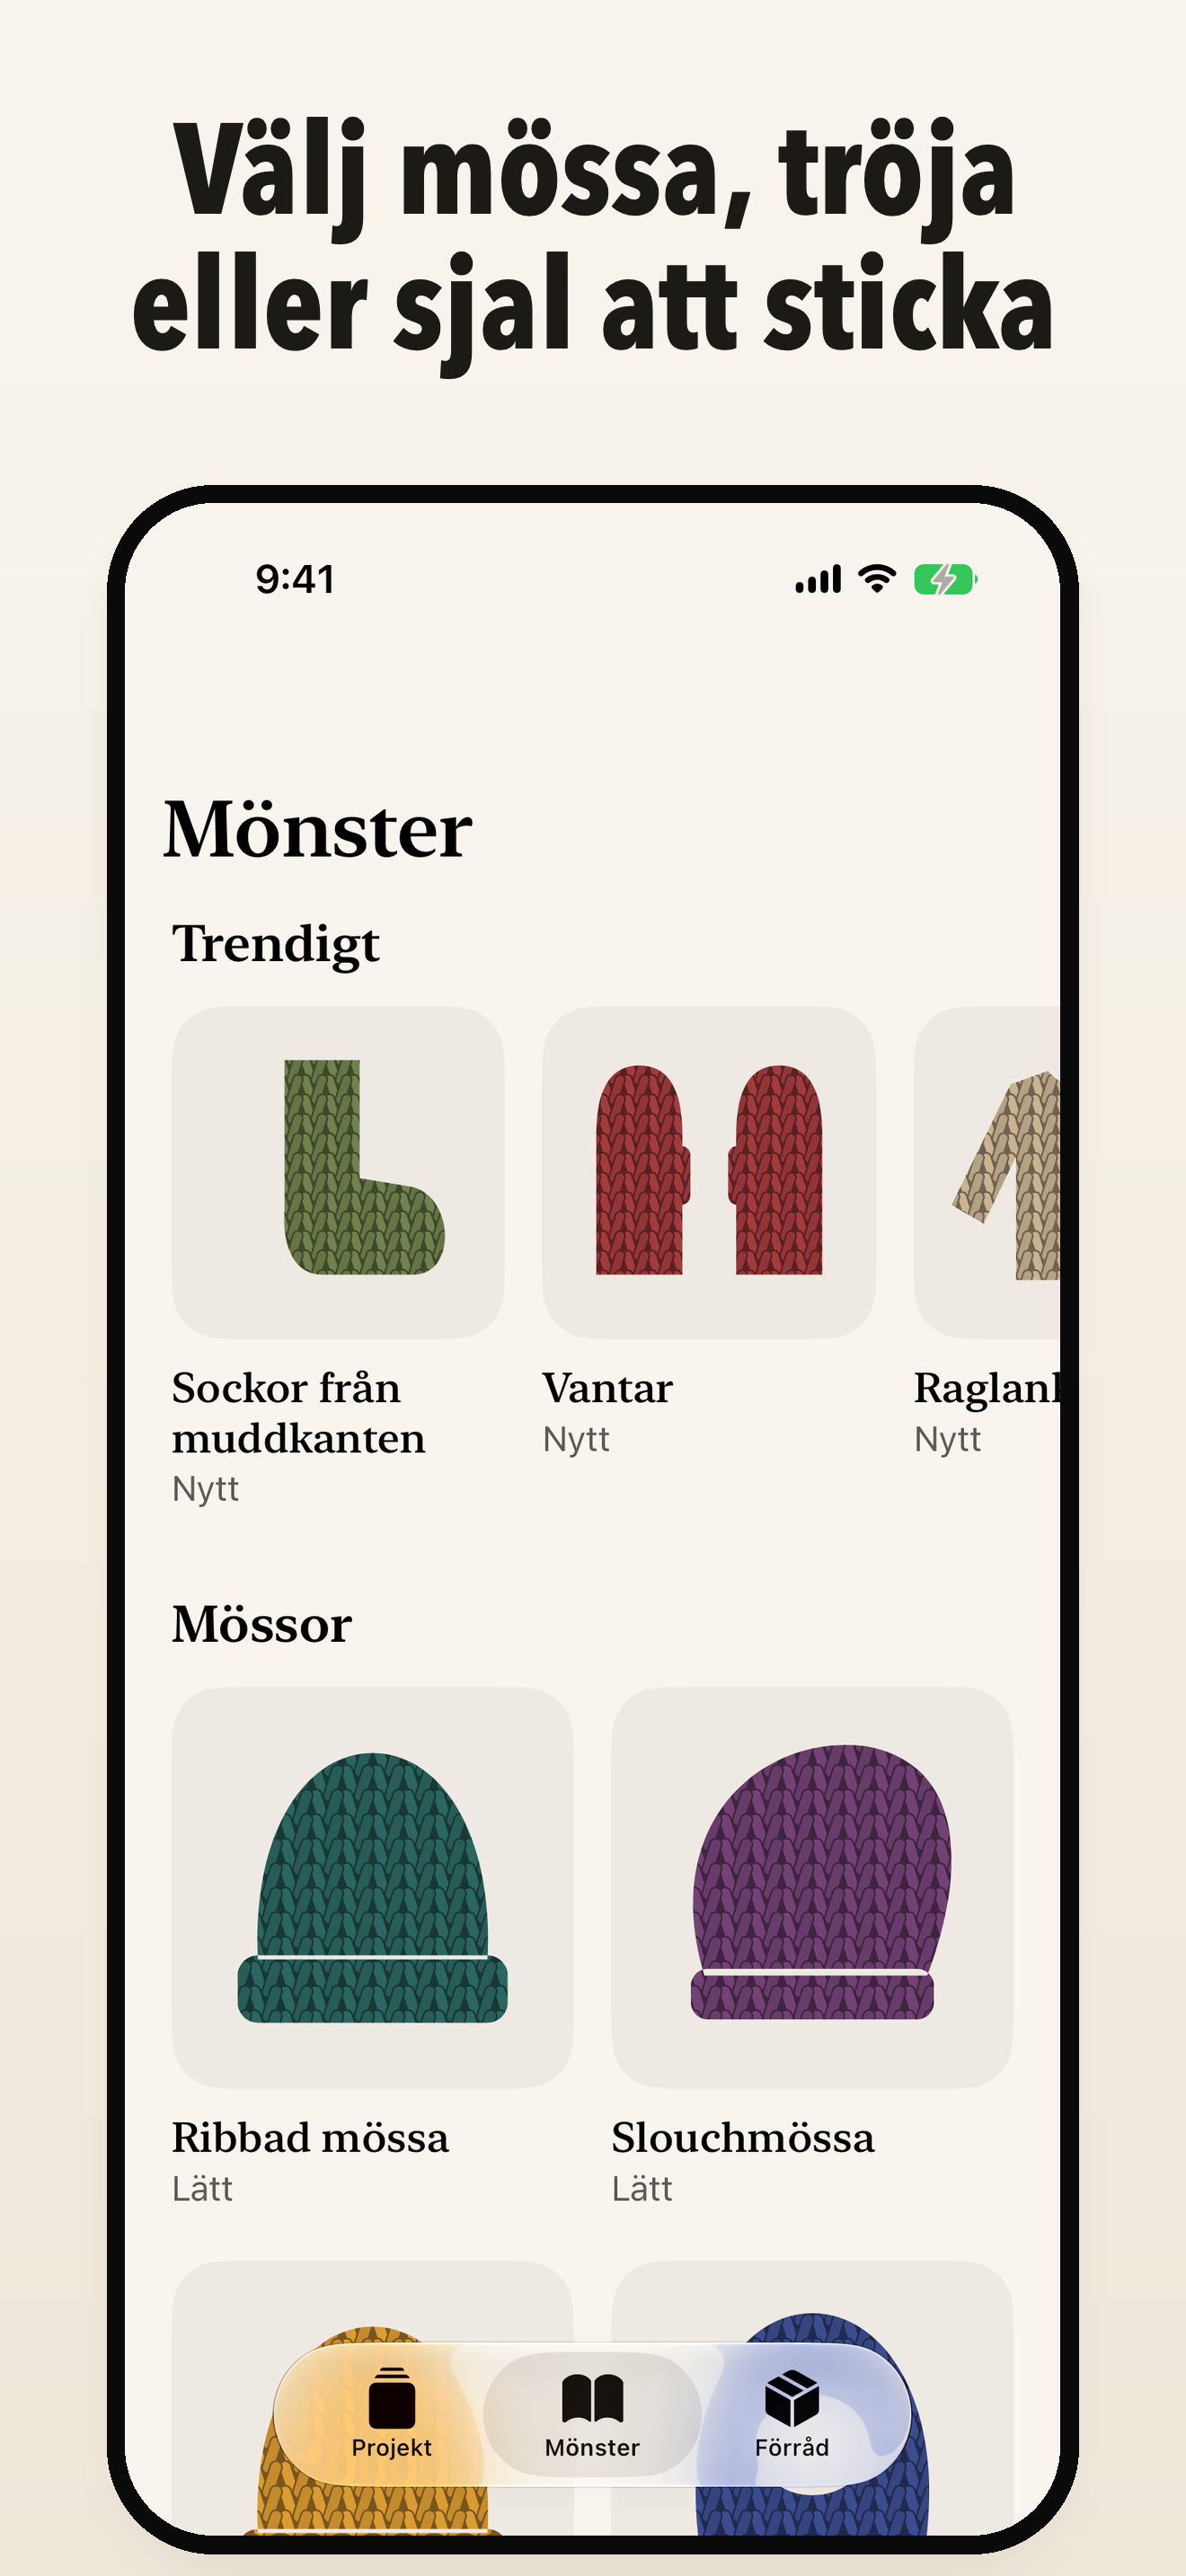 Välj mössa, tröja
eller sjal att sticka
9:41
Mönster
Trendigt
Sockor från
muddkanten
Nytt
Vantar
Nytt
Nytt
Mössor
Ribbad mössa
Lätt
Slouchmössa
Lätt
Projekt
Mönster
Förråd